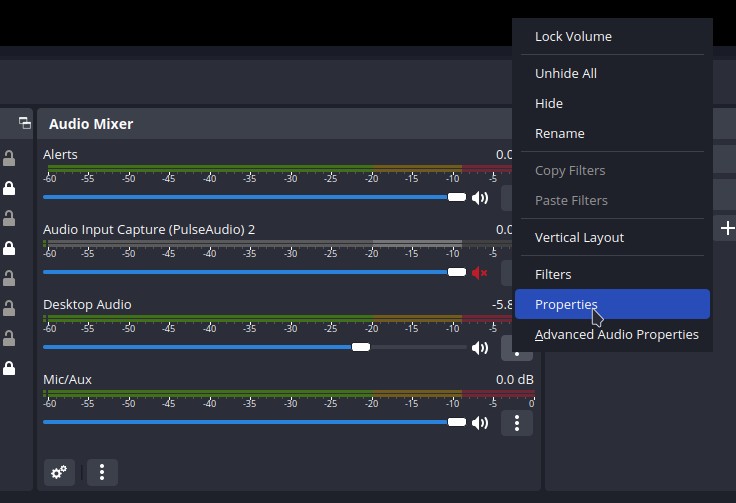 Lock Volume
Unhide All
Hide
Rename
Copy Filters
Paste Filters
Vertical Layout
Filters
Properties
Advanced Audio Properties
Audio Mixer
Alerts 0.0
-60 -55 -50 -45 -40 -35 -30 -25 -20 -15 -10 -5
Audio Input Capture (PulseAudio) 2 0.0
-60 -55 -50 -45 -40 -35 -30 -25 -20 -15 -10 -5
Desktop Audio -5.8
-60 -55 -50 -45 -40 -35 -30 -25 -20 -15 -10 -5
Mic/Aux 0.0 dB
-60 -55 -50 -45 -40 -35 -30 -25 -20 -15 -10 -5 0